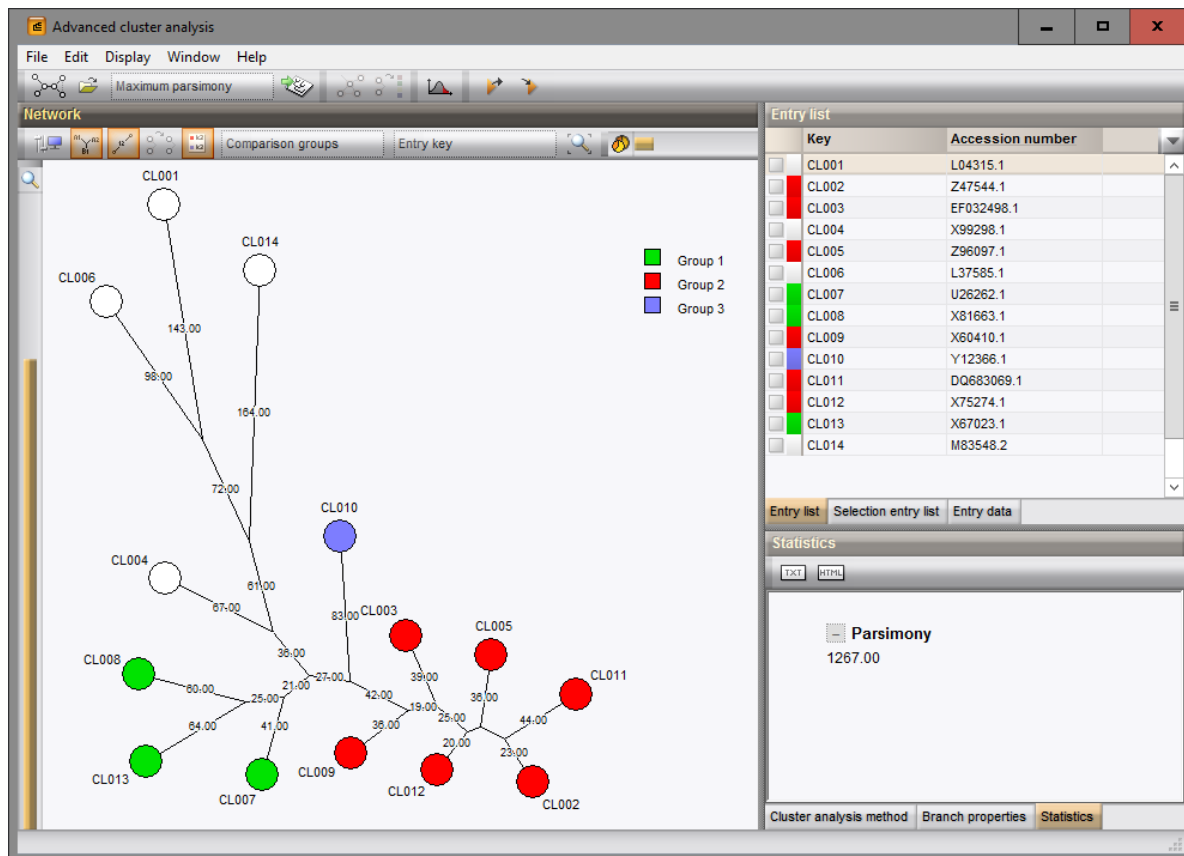 Advanced cluster analysis
File Edit Display Window Help
Maximum parsimony
Network
Comparison groups Entry key
CL001
CL014
CL006
143.00
98.00
164.00
72.00
CL010
CL004
61.00
67.00
83.00
CL003
CL005
CL008
36.00
CL011
60.00
25.00
21.00
27.00
42.00
39.00
19.00
36.00
44.00
64.00
41.00
36.00
25.00
20.00
23.00
CL013
CL007
CL009
CL012
CL002
Group 1
Group 2
Group 3
Entry list
Key Accession number
CL001 L04315.1
CL002 Z47544.1
CL003 EF032498.1
CL004 X99298.1
CL005 Z96097.1
CL006 L37585.1
CL007 U26262.1
CL008 X81663.1
CL009 X60410.1
CL010 Y12366.1
CL011 DQ683069.1
CL012 X75274.1
CL013 X67023.1
CL014 M83548.2
Entry list Selection entry list Entry data
Statistics
TXT HTML
Parsimony
1267.00
Cluster analysis method Branch properties Statistics